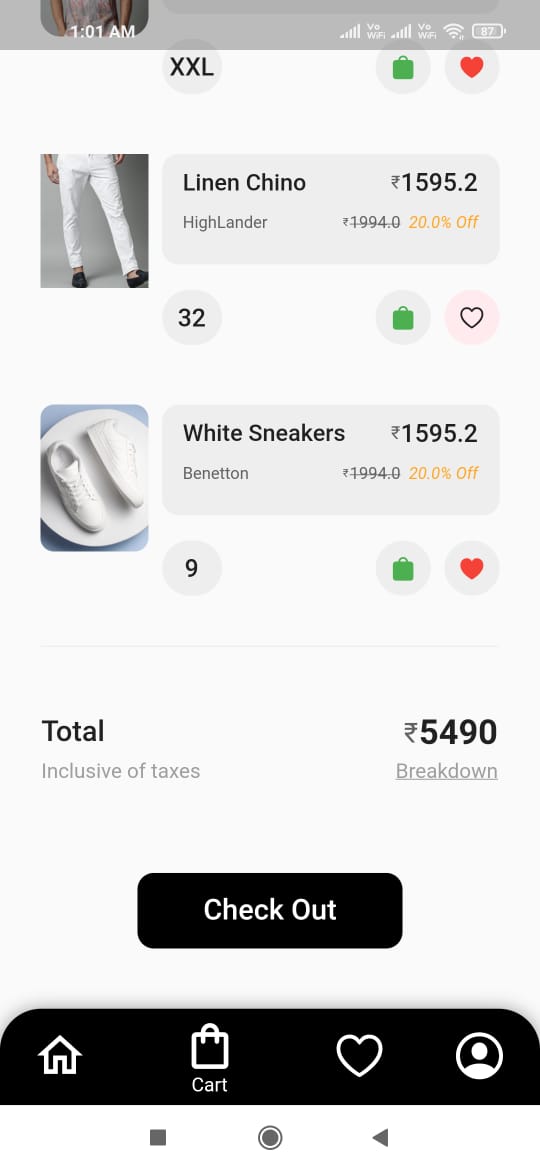 1:01 AM Vo WiFi Vo WiFi 87
XXL
Linen Chino ₹1595.2
HighLander ₹1994.0 20.0% Off
32
White Sneakers ₹1595.2
Benetton ₹1994.0 20.0% Off
9
Total ₹5490
Inclusive of taxes Breakdown
Check Out
Cart